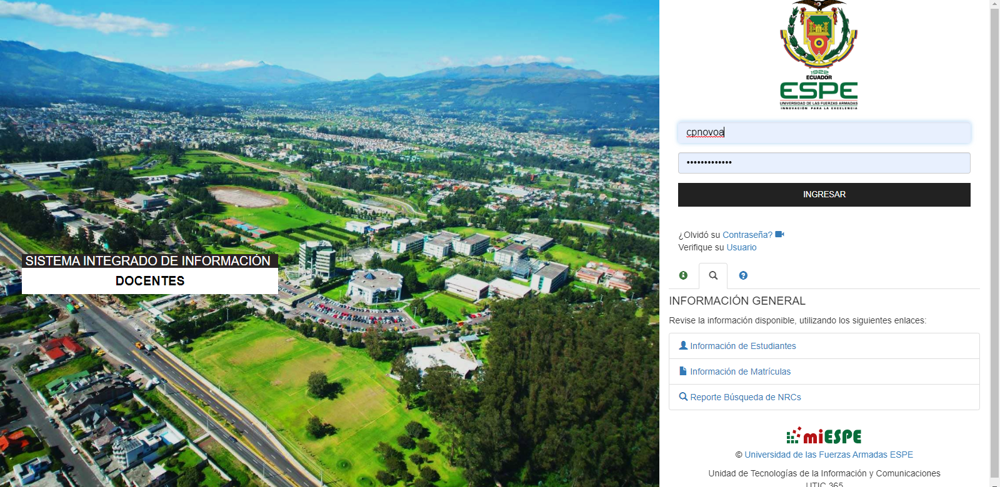 SISTEMA INTEGRADO DE INFORMACIÓN
DOCENTES
1922
ECUADOR
ESPE
UNIVERSIDAD DE LAS FUERZAS ARMADAS
INNOVACIÓN PARA LA EXCELENCIA
cpnovoa
•••••••••••••
INGRESAR
¿Olvidó su Contraseña?
Verifique su Usuario
INFORMACIÓN GENERAL
Revise la información disponible, utilizando los siguientes enlaces:
Información de Estudiantes
Información de Matrículas
Reporte Búsqueda de NRCs
miESPE
© Universidad de las Fuerzas Armadas ESPE
Unidad de Tecnologías de la Información y Comunicaciones
UTIC 365